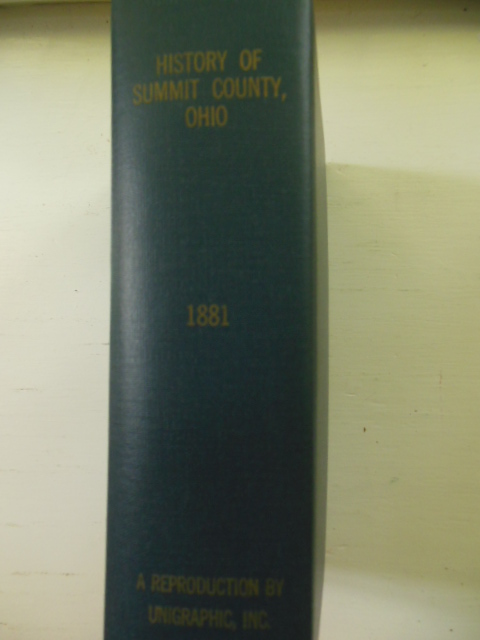 HISTORY OF
SUMMIT COUNTY,
OHIO
1881
A REPRODUCTION BY
UNIGRAPHIC, INC.